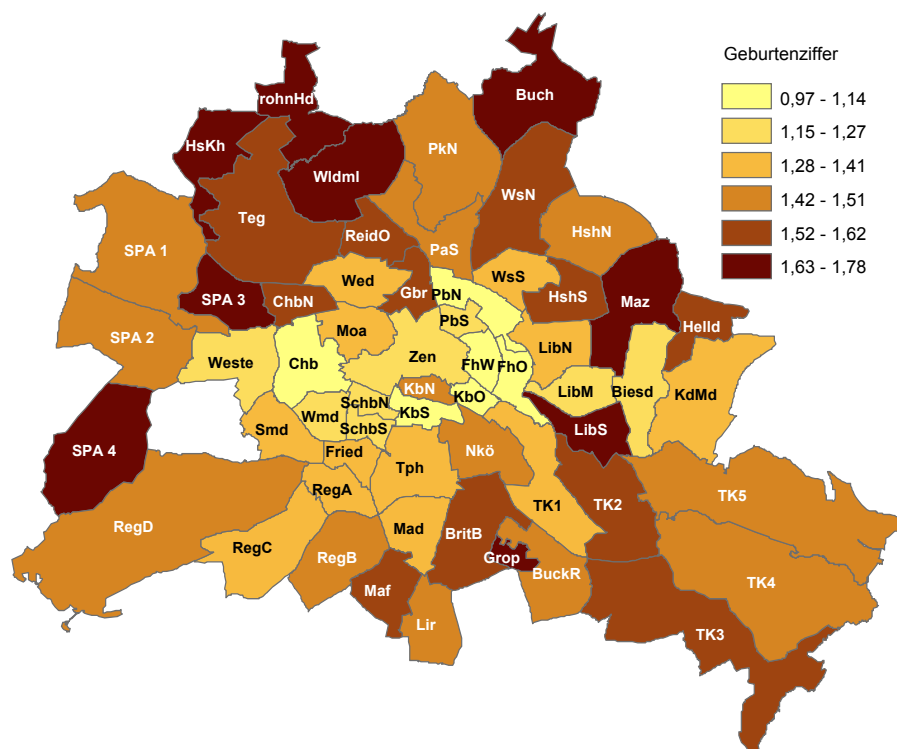 Geburtenziffer
0,97 - 1,14
1,15 - 1,27
1,28 - 1,41
1,42 - 1,51
1,52 - 1,62
1,63 - 1,78
rohnHd
Buch
HsKh
PkN
Wldml
WsN
Teg
ReidO
HshN
SPA 1
PaS
Wed
WsS
Gbr
PbN
SPA 3
ChbN
HshS
Maz
PbS
Helld
Moa
SPA 2
LibN
Zen
Weste
Chb
FhW
FhO
KbN
LibM
Biesd
KdMd
SchbN
KbO
KbS
Wmd
SchbS
Smd
LibS
SPA 4
Fried
Nkö
Tph
RegA
TK5
TK2
TK1
RegD
Mad
BritB
RegC
RegB
Grop
BuckR
TK4
Maf
Lir
TK3